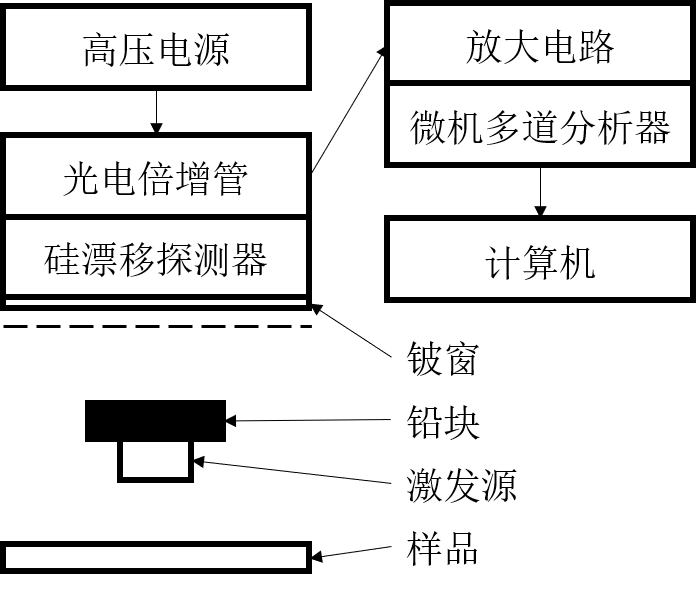 高压电源
光电倍增管
硅漂移探测器
放大电路
微机多道分析器
计算机
铍窗
铅块
激发源
样品